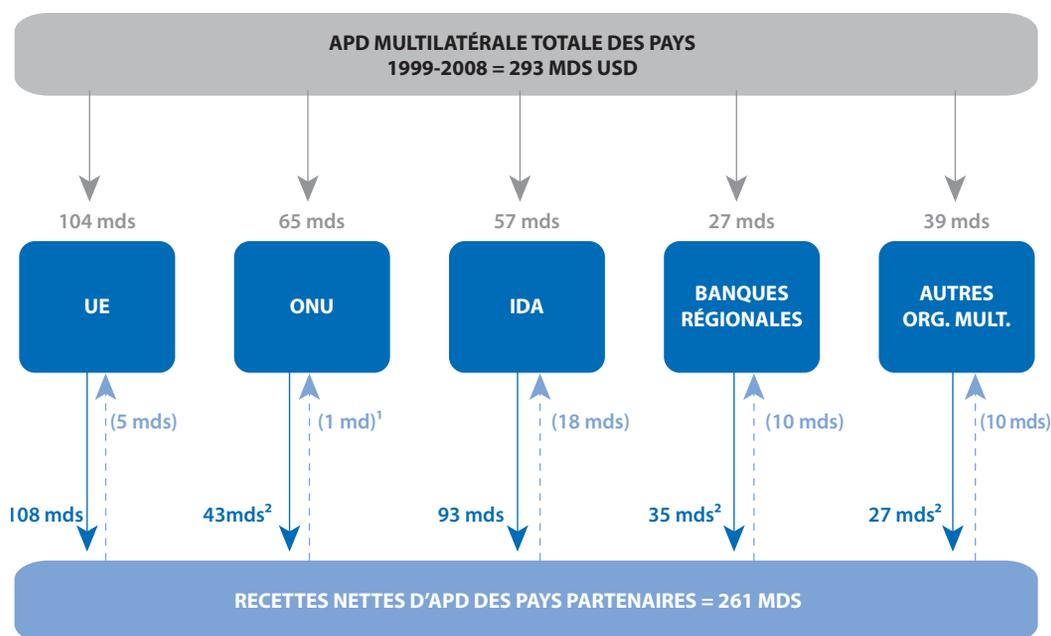 APD MULTILATÉRALE TOTALE DES PAYS
1999-2008 = 293 MDS USD
104 mds
65 mds
57 mds
27 mds
39 mds
UE
ONU
IDA
BANQUES
RÉGIONALES
AUTRES
ORG. MULT.
(5 mds)
(1 md)¹
(18 mds)
(10 mds)
(10 mds)
108 mds
43mds²
93 mds
35 mds²
27 mds²
RECETTES NETTES D’APD DES PAYS PARTENAIRES = 261 MDS